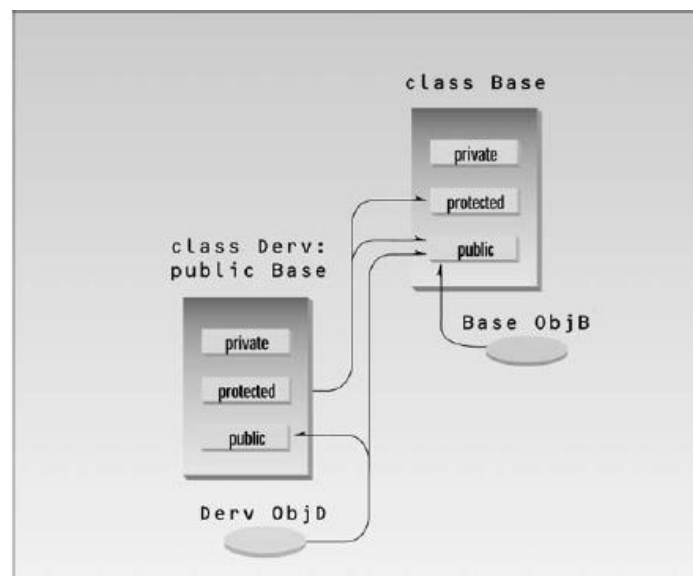 class Base
private
protected
public
class Derv:
public Base
Base ObjB
private
protected
public
Derv ObjD